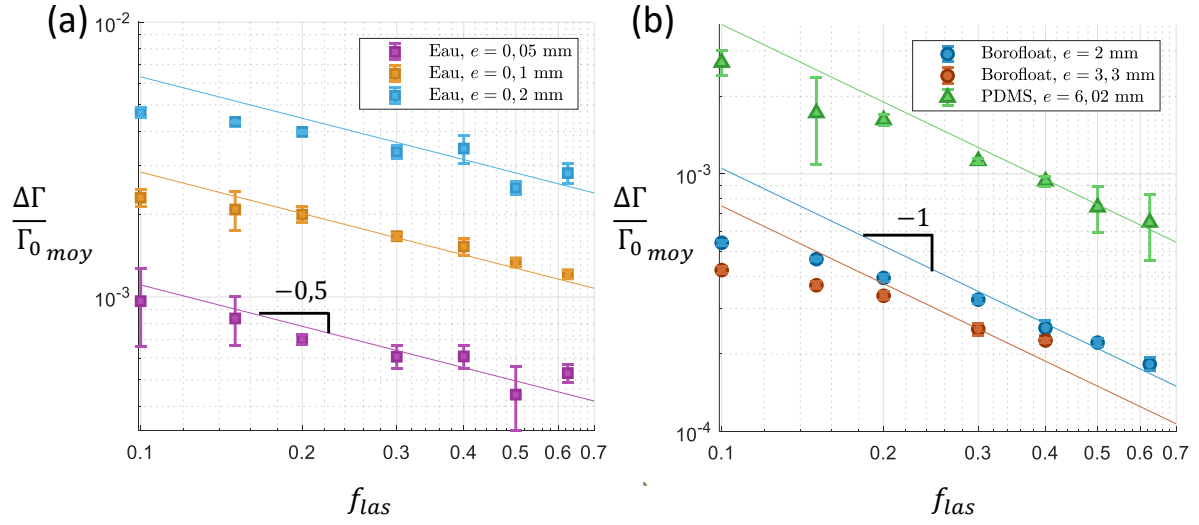 (a)
10⁻²
Eau, e = 0, 05 mm
Eau, e = 0, 1 mm
Eau, e = 0, 2 mm
ΔΓ
Γ₀ moy
10⁻³
−0,5
0.1 0.2 0.3 0.4 0.5 0.6 0.7
f_las
(b)
Borofloat, e = 2 mm
Borofloat, e = 3, 3 mm
PDMS, e = 6, 02 mm
10⁻³
ΔΓ
Γ₀ moy
−1
10⁻⁴
0.1 0.2 0.3 0.4 0.5 0.6 0.7
f_las